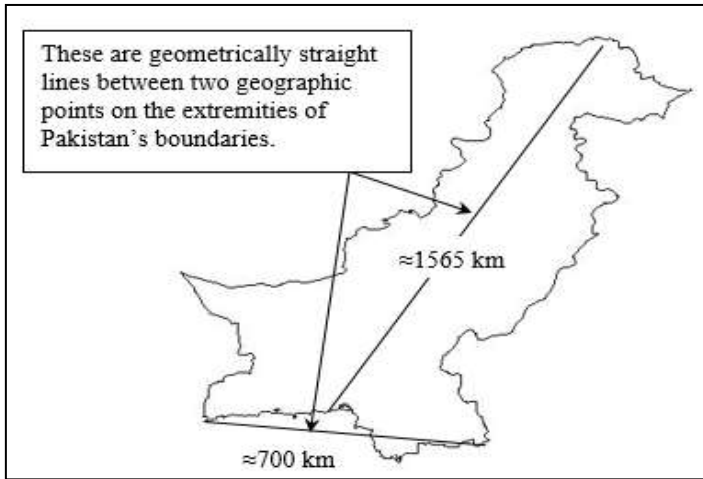 These are geometrically straight
lines between two geographic
points on the extremities of
Pakistan’s boundaries.
≈1565 km
≈700 km